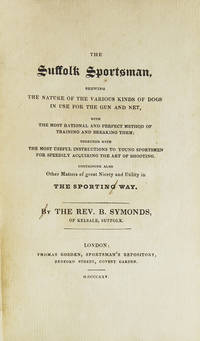 THE
Suffolk Sportsman,
SHEWING
THE NATURE OF THE VARIOUS KINDS OF DOGS
IN USE FOR THE GUN AND NET,
WITH
THE MOST RATIONAL AND PERFECT METHOD OF
TRAINING AND BREAKING THEM;
TOGETHER WITH
THE MOST USEFUL INSTRUCTIONS TO YOUNG SPORTSMEN
FOR SPEEDILY ACQUIRING THE ART OF SHOOTING.
CONTAINING ALSO
Other Matters of great Nicety and Utility in
THE SPORTING WAY.
By THE REV. B. SYMONDS,
OF KELSALE, SUFFOLK.
LONDON:
THOMAS GOSDEN, SPORTSMAN'S REPOSITORY,
BEDFORD STREET, COVENT GARDEN.
M.DCCC.XXV.